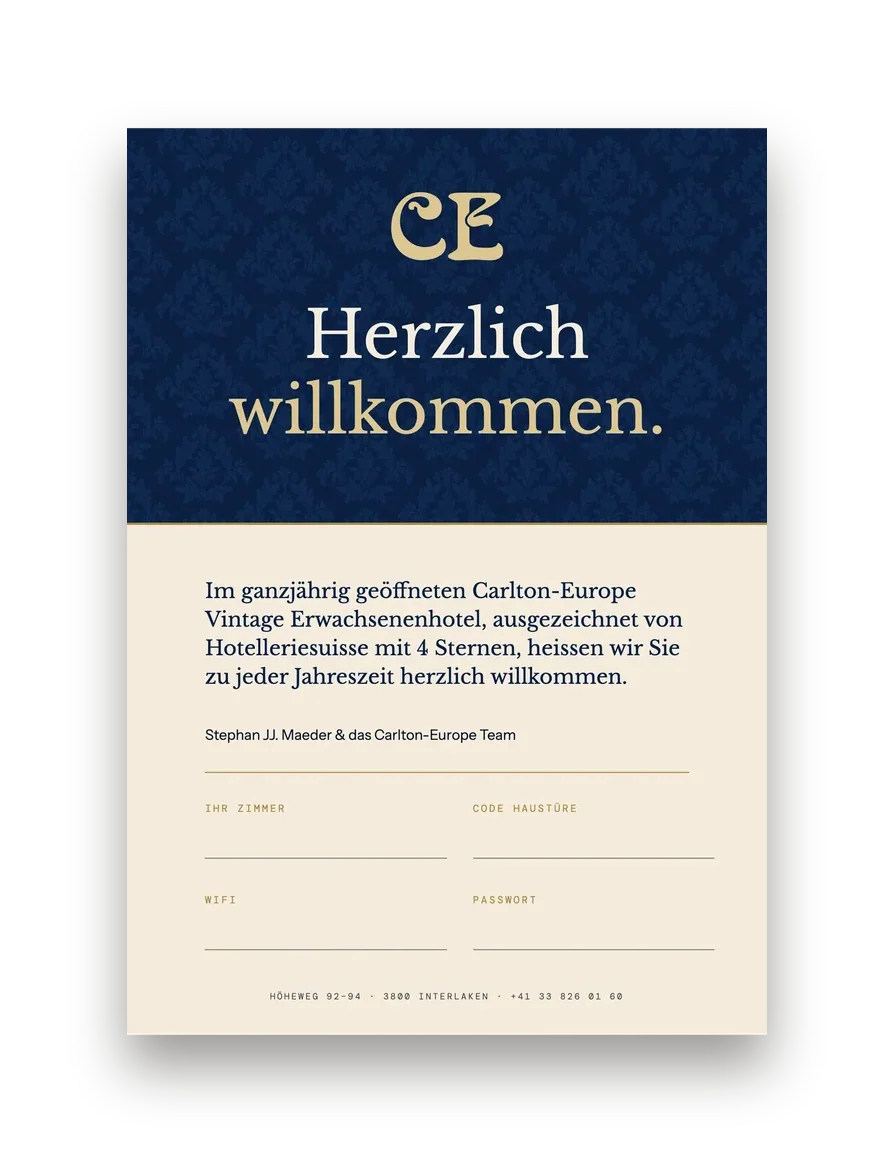 CE
Herzlich
willkommen.
Im ganzjährig geöffneten Carlton-Europe
Vintage Erwachsenenhotel, ausgezeichnet von
Hotelleriesuisse mit 4 Sternen, heissen wir Sie
zu jeder Jahreszeit herzlich willkommen.
Stephan JJ. Maeder & das Carlton-Europe Team
IHR ZIMMER
CODE HAUSTÜRE
WIFI
PASSWORT
HÖHEWEG 92-94 · 3800 INTERLAKEN · +41 33 826 01 60